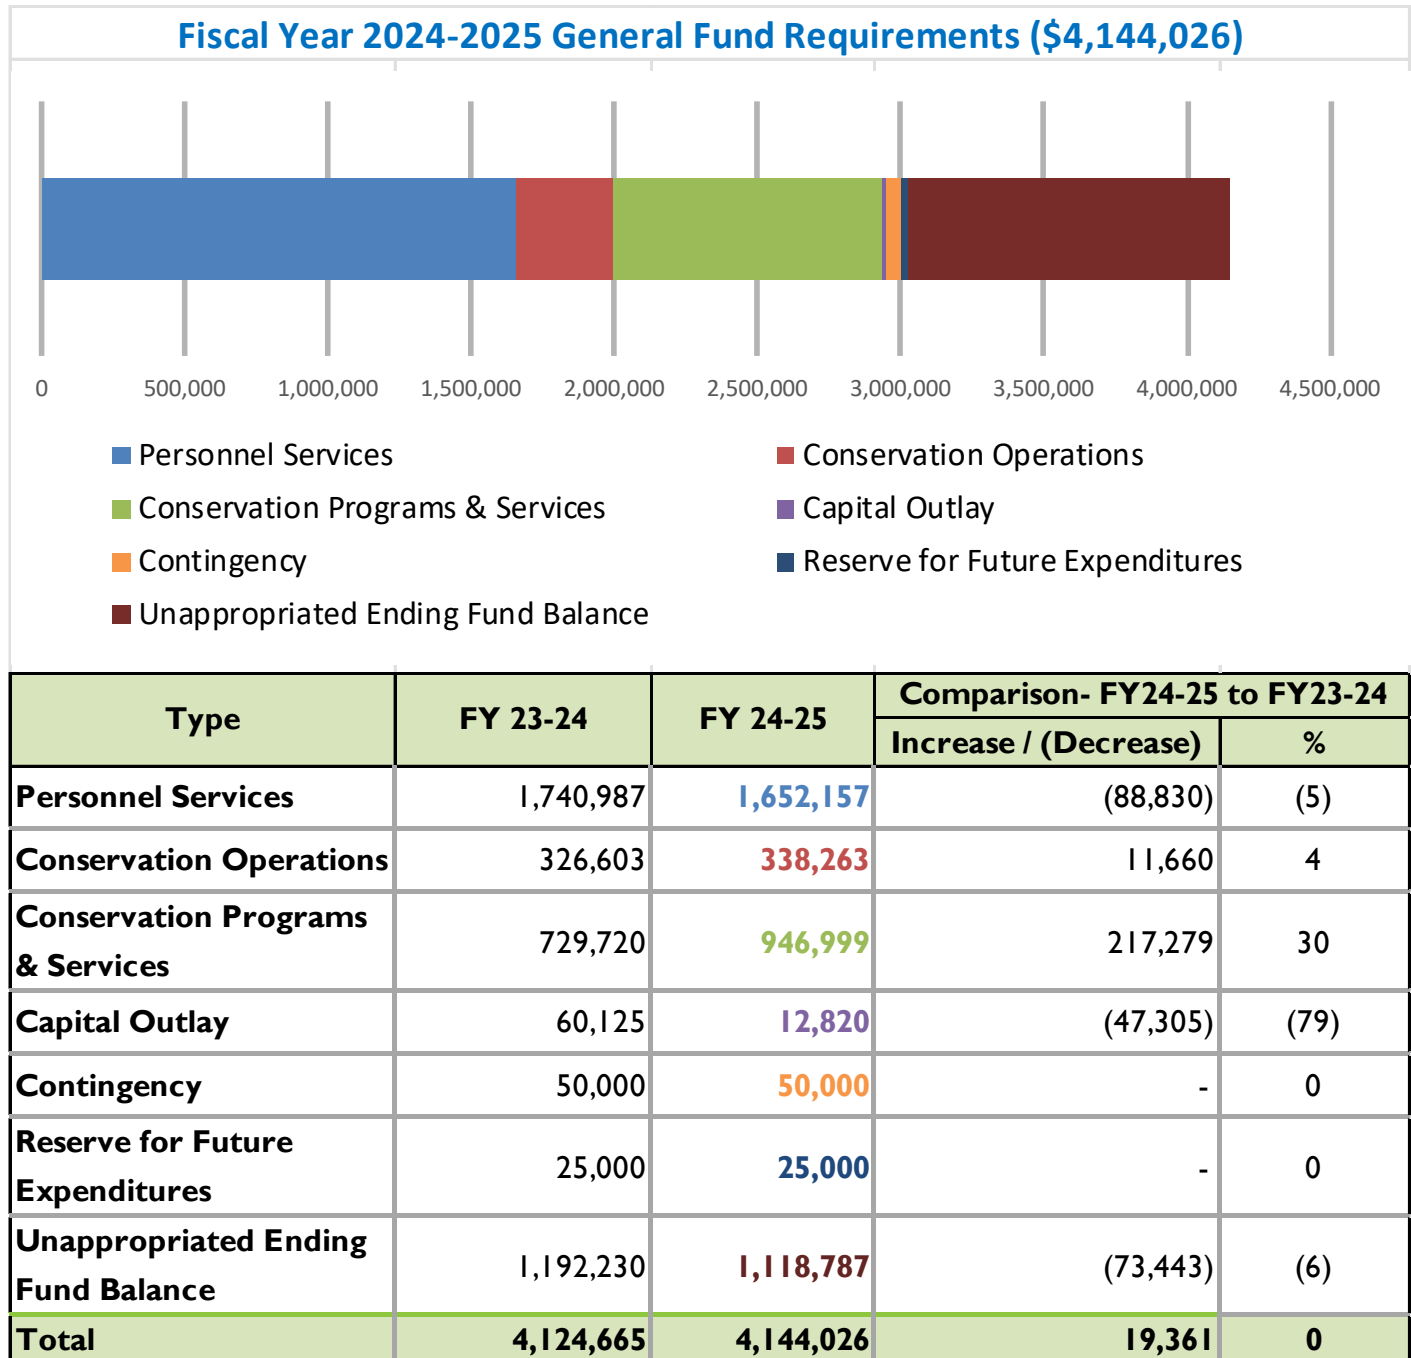 Fiscal Year 2024-2025 General Fund Requirements ($4,144,026)
0 500,000 1,000,000 1,500,000 2,000,000 2,500,000 3,000,000 3,500,000 4,000,000 4,500,000
Personnel Services Conservation Operations
Conservation Programs & Services Capital Outlay
Contingency Reserve for Future Expenditures
Unappropriated Ending Fund Balance
Type FY 23-24 FY 24-25 Comparison- FY24-25 to FY23-24
Increase / (Decrease) %
Personnel Services 1,740,987 1,652,157 (88,830) (5)
Conservation Operations 326,603 338,263 11,660 4
Conservation Programs
& Services 729,720 946,999 217,279 30
Capital Outlay 60,125 12,820 (47,305) (79)
Contingency 50,000 50,000 - 0
Reserve for Future
Expenditures 25,000 25,000 - 0
Unappropriated Ending
Fund Balance 1,192,230 1,118,787 (73,443) (6)
Total 4,124,665 4,144,026 19,361 0